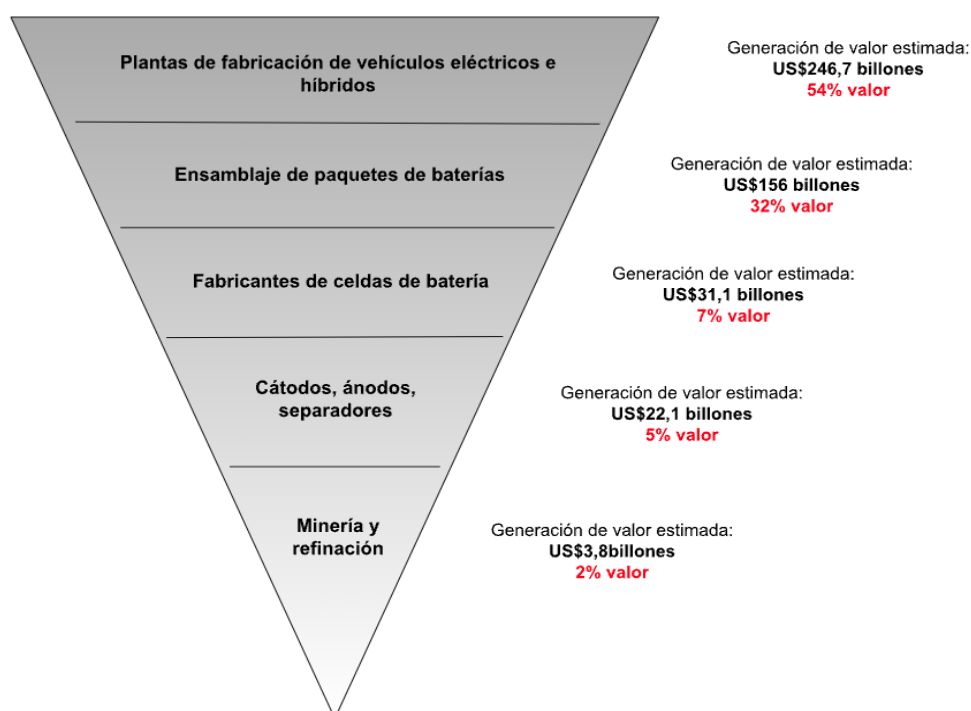 Plantas de fabricación de vehículos eléctricos e
híbridos
Generación de valor estimada:
US$246,7 billones
54% valor
Ensamblaje de paquetes de baterías
Generación de valor estimada:
US$156 billones
32% valor
Fabricantes de celdas de batería
Generación de valor estimada:
US$31,1 billones
7% valor
Cátodos, ánodos,
separadores
Generación de valor estimada:
US$22,1 billones
5% valor
Minería y
refinación
Generación de valor estimada:
US$3,8billones
2% valor